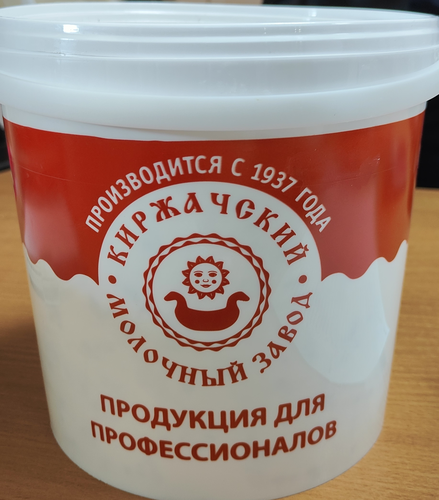 ПРОИЗВОДИТСЯ С 1937 ГОДА
КИРЖАЧСКИЙ
МОЛОЧНЫЙ ЗАВОД
ПРОДУКЦИЯ ДЛЯ
ПРОФЕССИОНАЛОВ